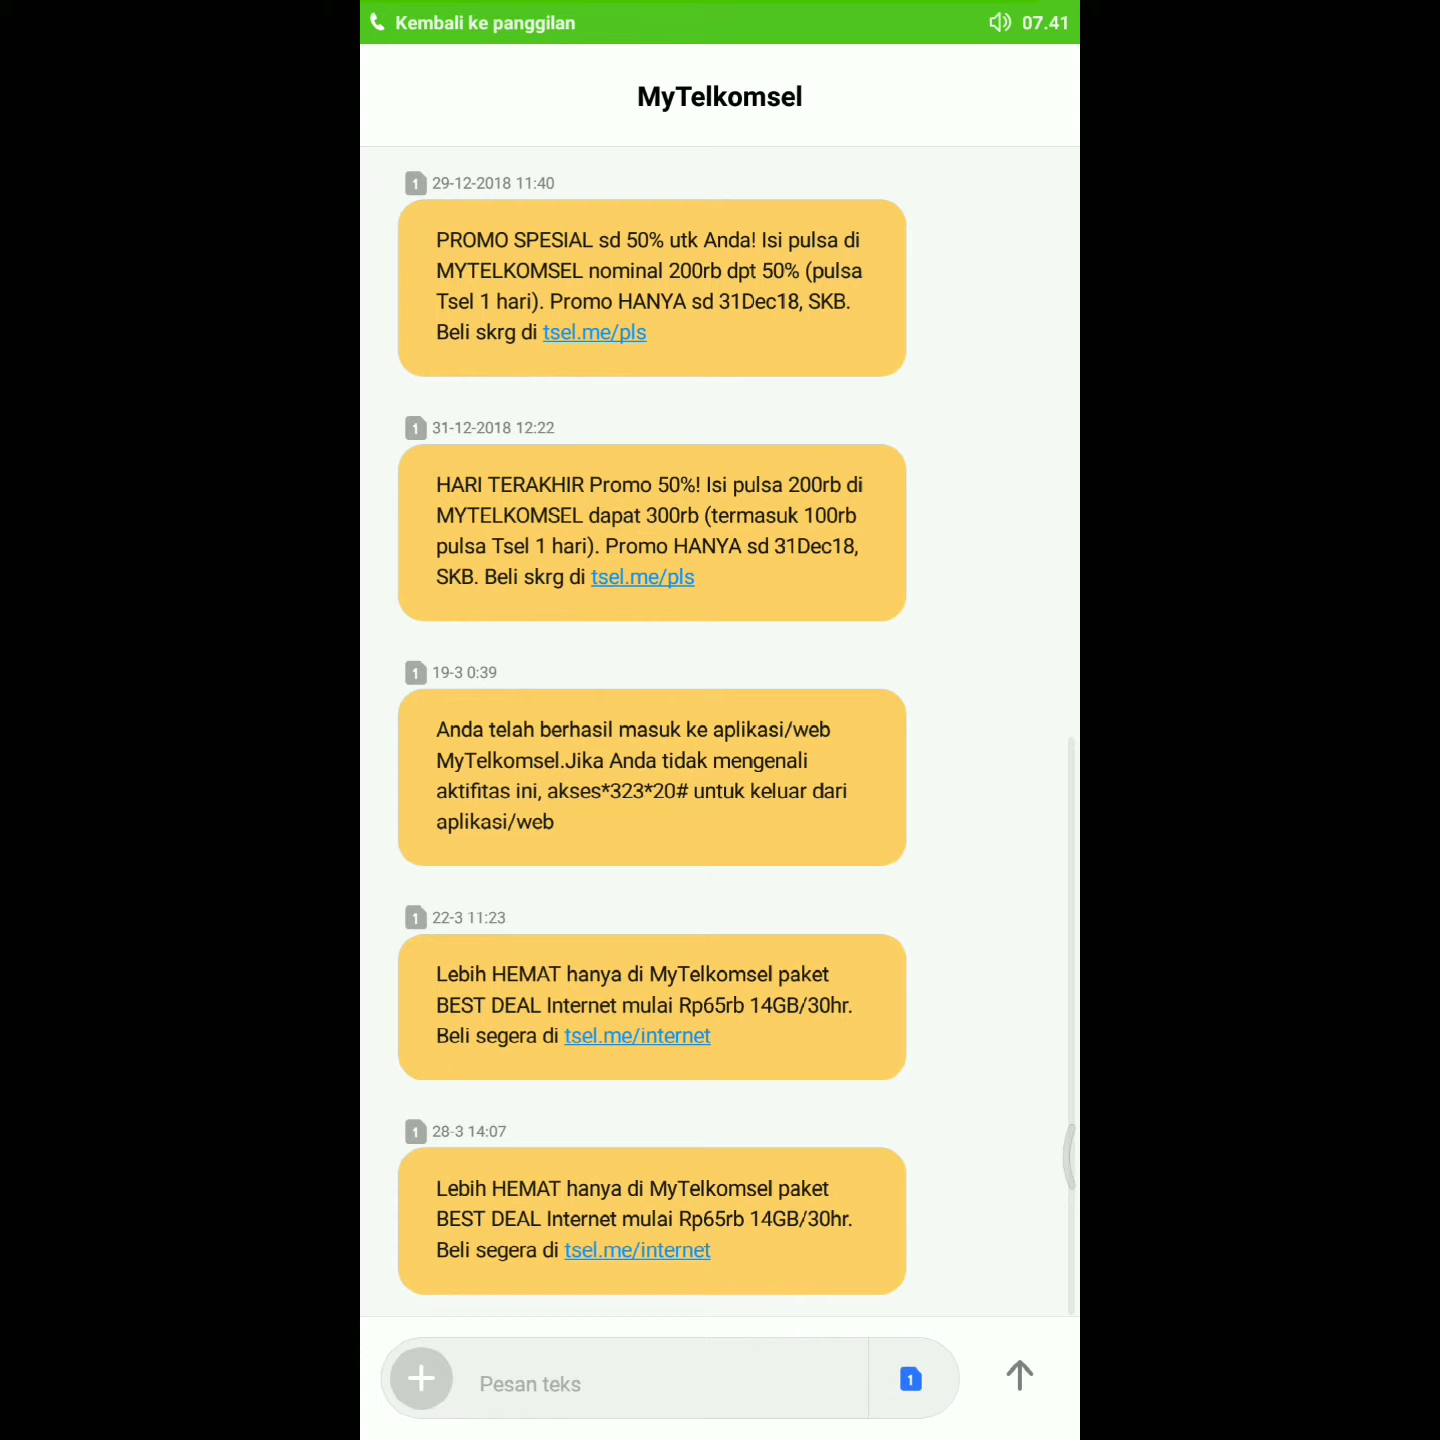 Kembali ke panggilan 07.41
MyTelkomsel
1 29-12-2018 11:40
PROMO SPESIAL sd 50% utk Anda! Isi pulsa di
MYTELKOMSEL nominal 200rb dpt 50% (pulsa
Tsel 1 hari). Promo HANYA sd 31Dec18, SKB.
Beli skrg di tsel.me/pls
1 31-12-2018 12:22
HARI TERAKHIR Promo 50%! Isi pulsa 200rb di
MYTELKOMSEL dapat 300rb (termasuk 100rb
pulsa Tsel 1 hari). Promo HANYA sd 31Dec18,
SKB. Beli skrg di tsel.me/pls
1 19-3 0:39
Anda telah berhasil masuk ke aplikasi/web
MyTelkomsel.Jika Anda tidak mengenali
aktifitas ini, akses*323*20# untuk keluar dari
aplikasi/web
1 22-3 11:23
Lebih HEMAT hanya di MyTelkomsel paket
BEST DEAL Internet mulai Rp65rb 14GB/30hr.
Beli segera di tsel.me/internet
1 28-3 14:07
Lebih HEMAT hanya di MyTelkomsel paket
BEST DEAL Internet mulai Rp65rb 14GB/30hr.
Beli segera di tsel.me/internet
Pesan teks 1